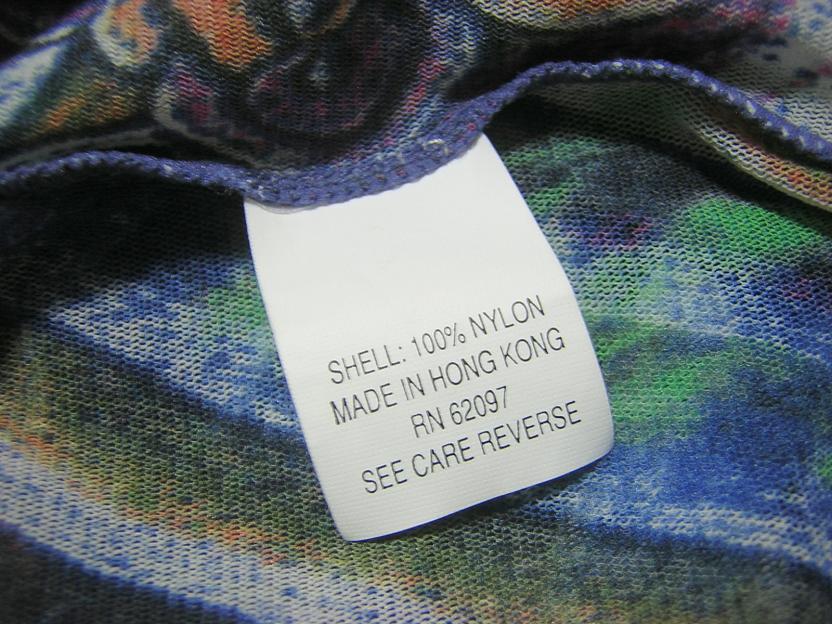 SHELL: 100% NYLON
MADE IN HONG KONG
RN 62097
SEE CARE REVERSE